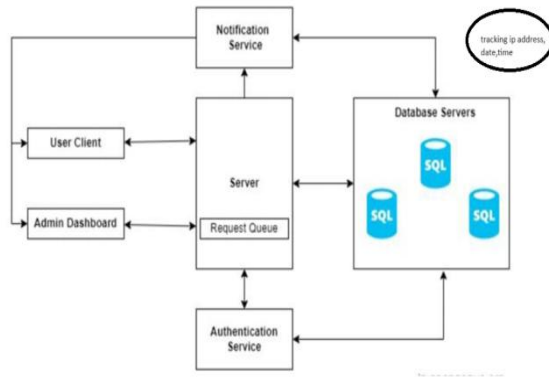 Notification
Service
tracking ip address,
date,time
Database Servers
User Client
SQL
Server
SQL
SQL
Admin Dashboard
Request Queue
Authentication
Service